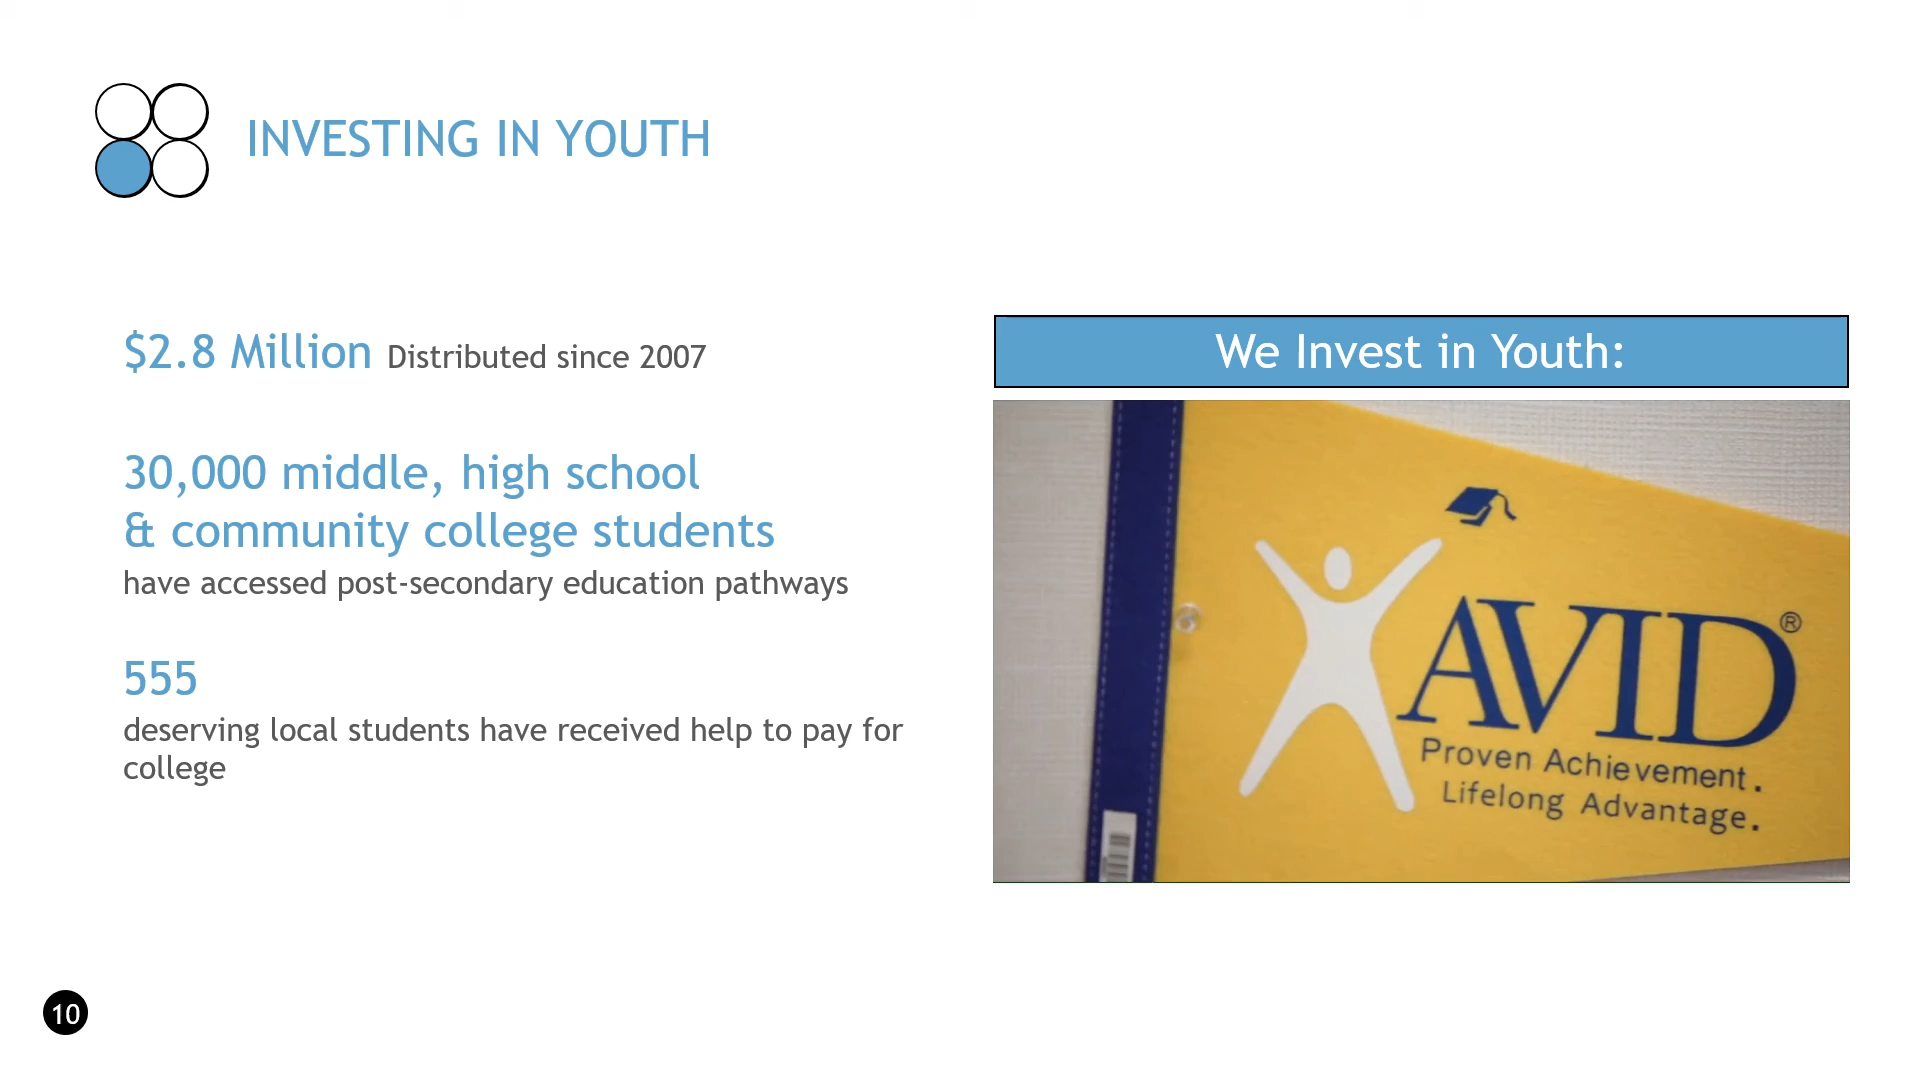 INVESTING IN YOUTH
$2.8 Million Distributed since 2007
30,000 middle, high school
& community college students
have accessed post-secondary education pathways
555
deserving local students have received help to pay for
college
We Invest in Youth:
AVID®
Proven Achievement.
Lifelong Advantage.
10